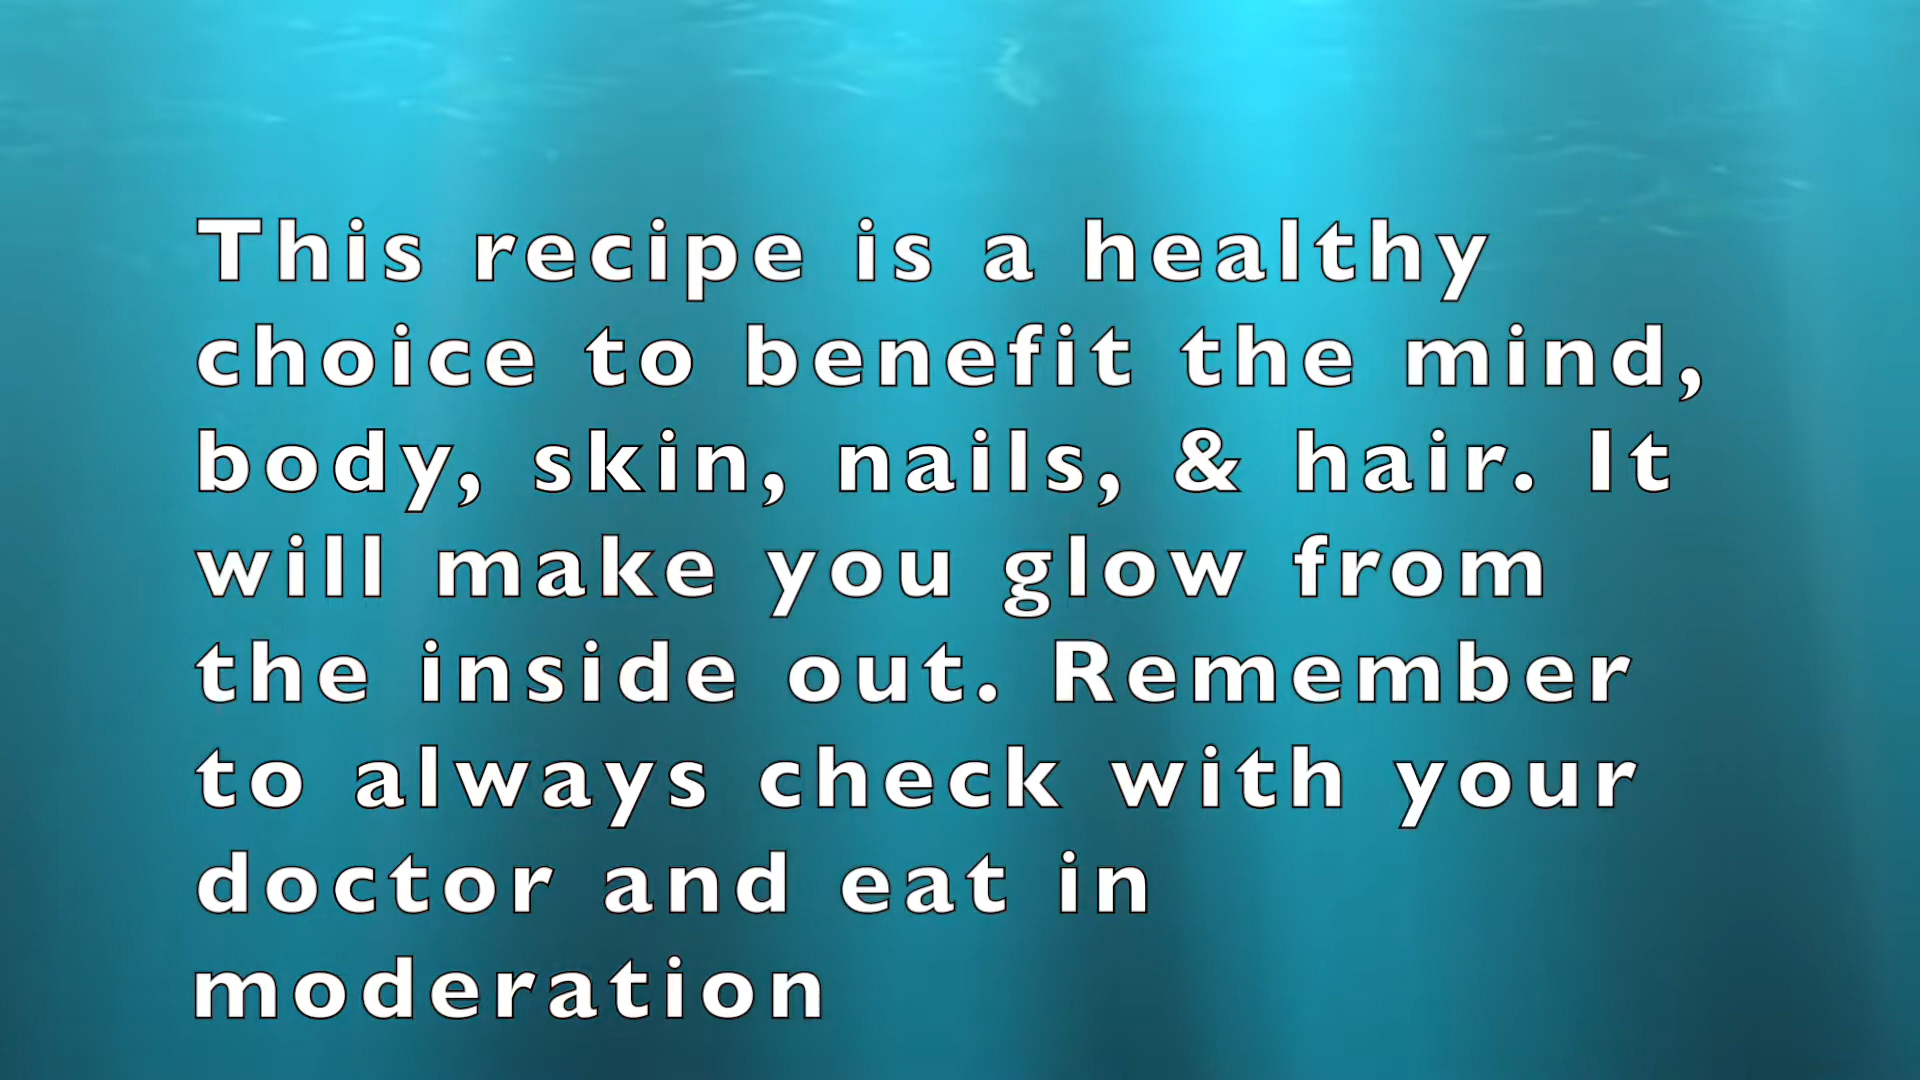 This recipe is a healthy
choice to benefit the mind,
body, skin, nails, & hair. It
will make you glow from
the inside out. Remember
to always check with your
doctor and eat in
moderation